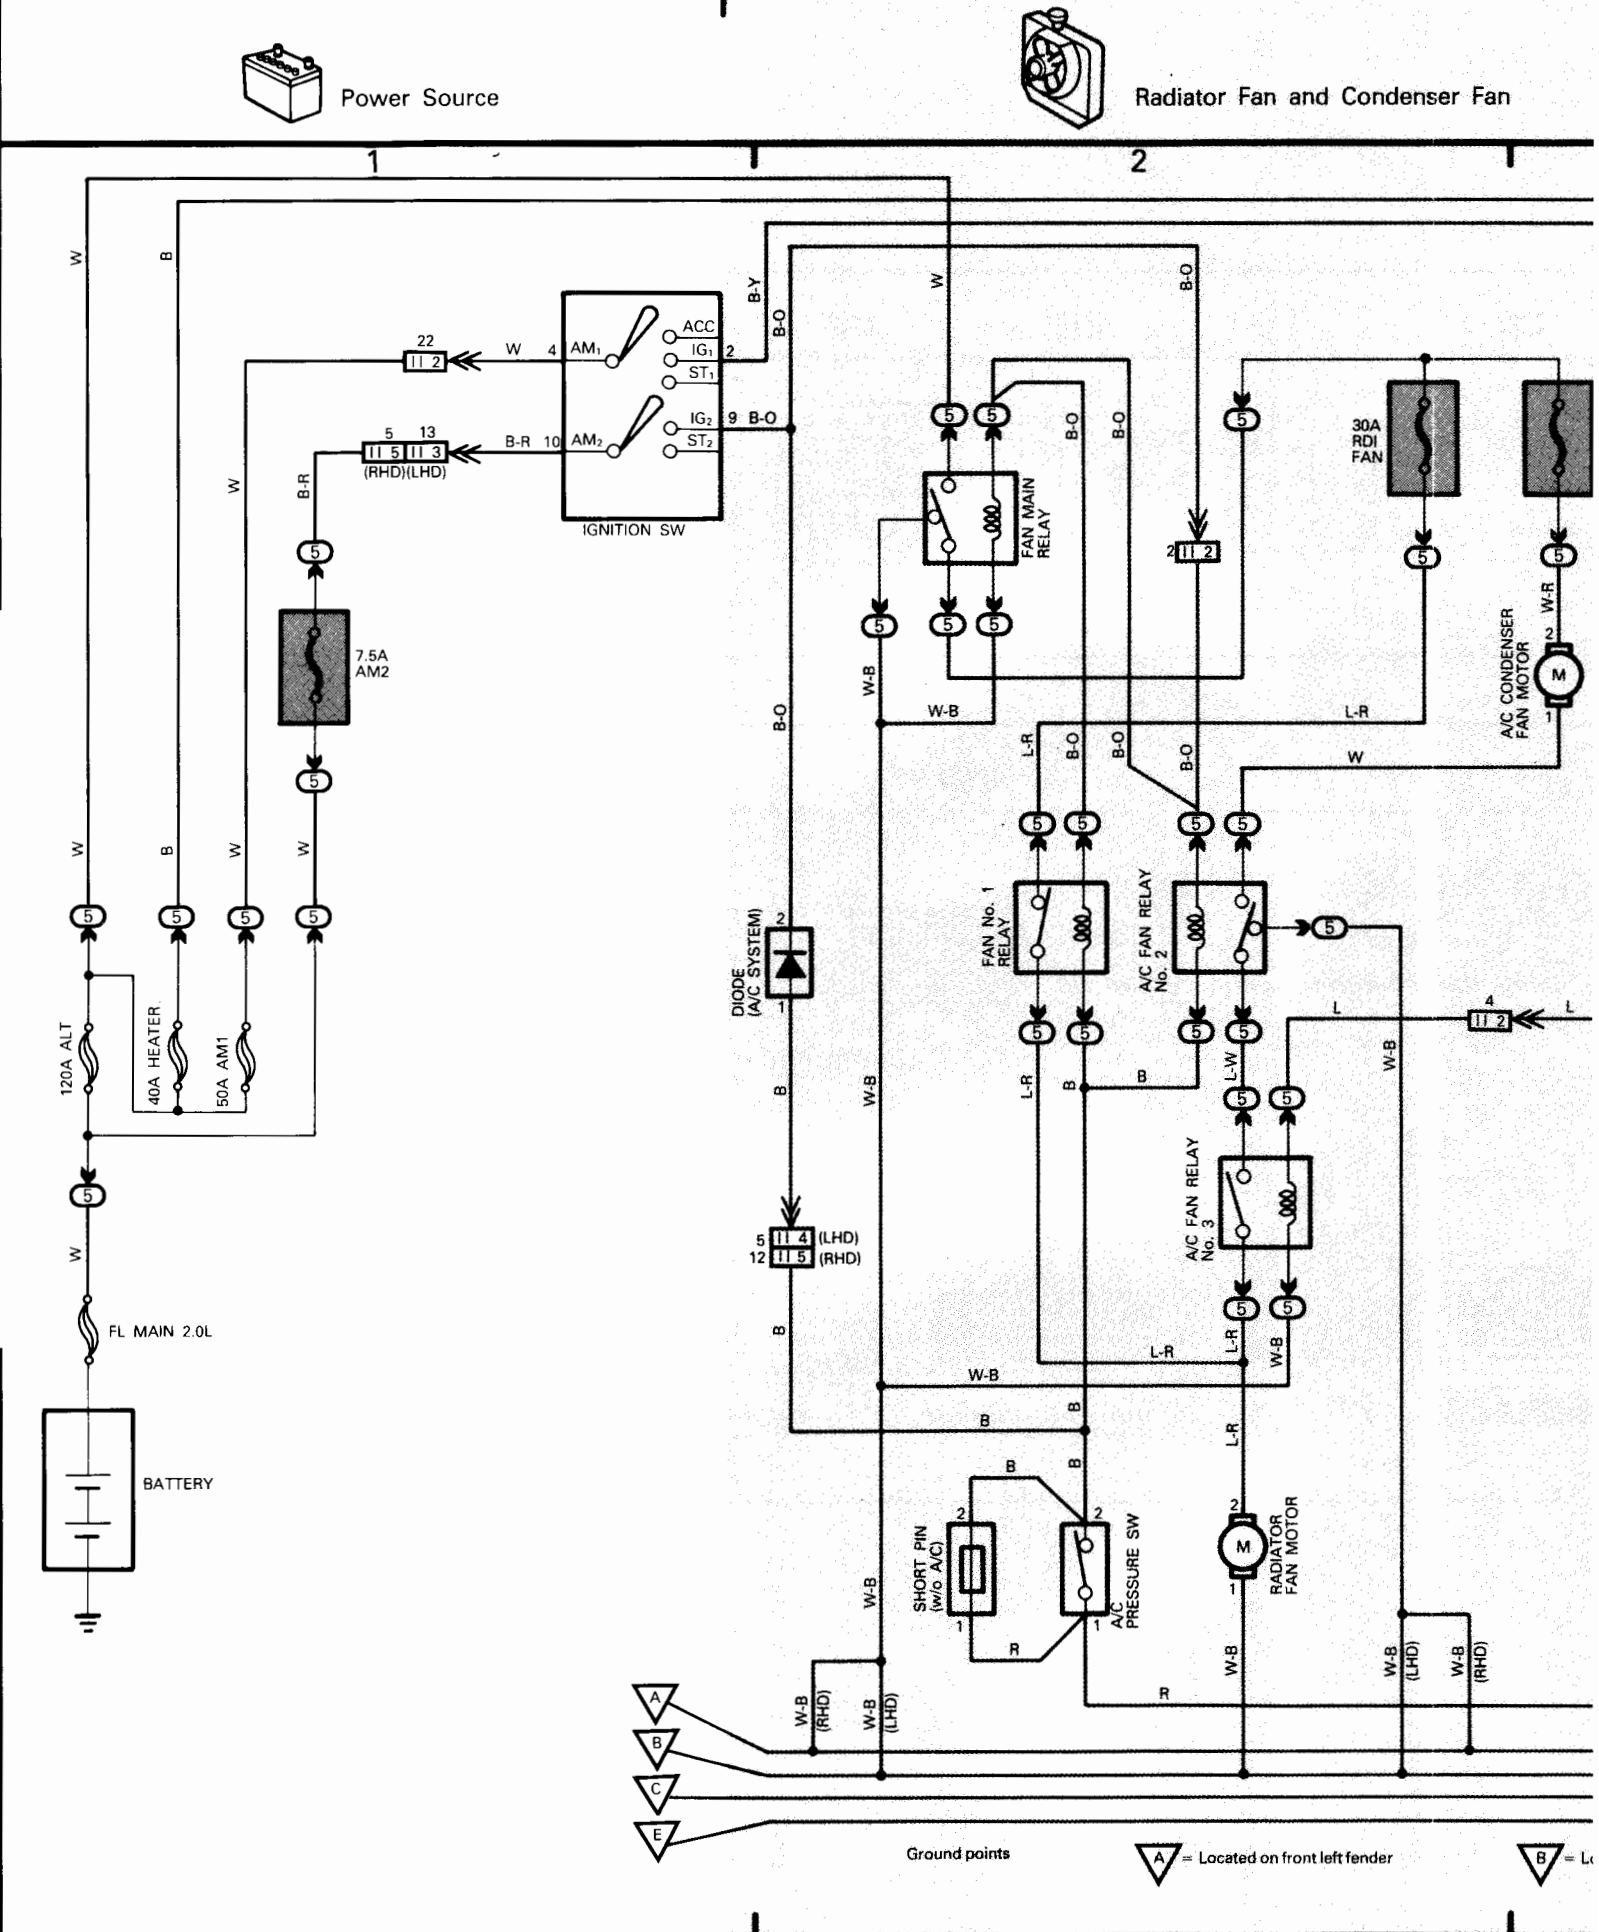 Power Source
Radiator Fan and Condenser Fan
1
2
W
B
B-Y
B-O
W
B-O
22
II 2
W
4
AM1
ACC
IG1
2
ST1
5
13
II 5
II 3
(RHD)(LHD)
B-R
10
AM2
IG2
9
B-O
ST2
IGNITION SW
W
B-R
5
7.5A
AM2
5
5
5
B-O
B-O
5
30A
RDI
FAN
FAN MAIN
RELAY
2
II 2
5
5
5
5
5
W-R
2
M
1
A/C CONDENSER
FAN MOTOR
W-B
W-B
B-O
L-R
L-R
B-O
B-O
B-O
W
W
B
W
W
5
5
5
5
5
5
5
5
FAN No. 1
RELAY
A/C FAN RELAY
No. 2
5
2
DIODE
(A/C SYSTEM)
1
120A ALT
40A HEATER
50A AM1
5
5
5
5
L
4
II 2
L
W-B
B
W-B
L-R
B
B
L-W
5
5
5
A/C FAN RELAY
No. 3
W
5
II 4
(LHD)
12
II 5
(RHD)
5
5
FL MAIN 2.0L
B
L-R
L-R
W-B
W-B
B
B
L-R
BATTERY
B
B
2
2
2
SHORT PIN
(w/o A/C)
A/C
PRESSURE SW
M
RADIATOR
FAN MOTOR
1
1
1
W-B
R
W-B
W-B
(LHD)
W-B
(RHD)
R
W-B
(RHD)
W-B
(LHD)
A
B
C
E
Ground points
A = Located on front left fender
B =